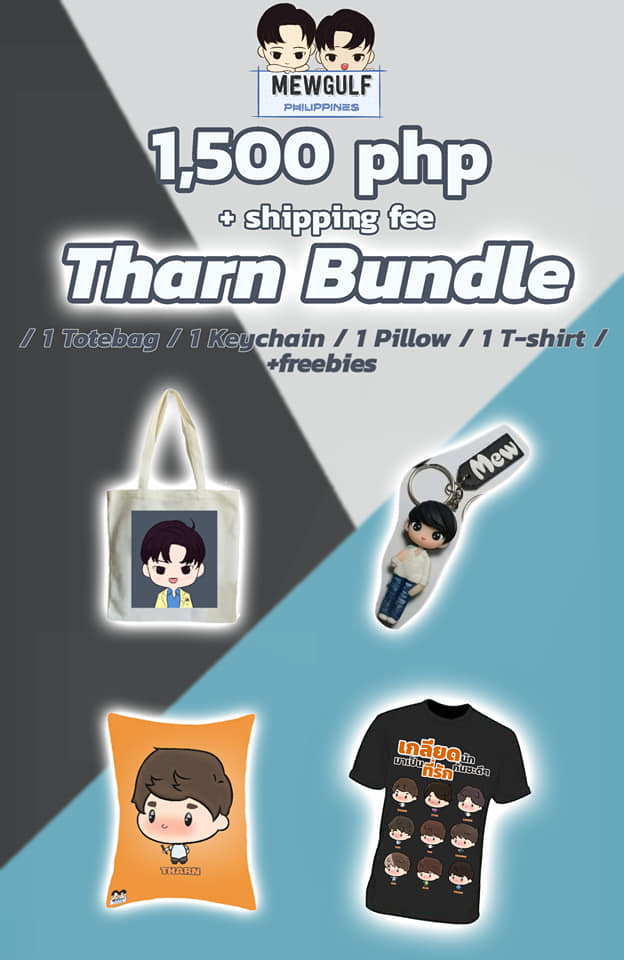 MEWGULF
PHILIPPINES
1,500 php
+ shipping fee
Tharn Bundle
/ 1 Totebag / 1 Keychain / 1 Pillow / 1 T-shirt /
+freebies
Mew
เกลียดนัก
มาเป็นที่รักกันซะดีๆ
THARN